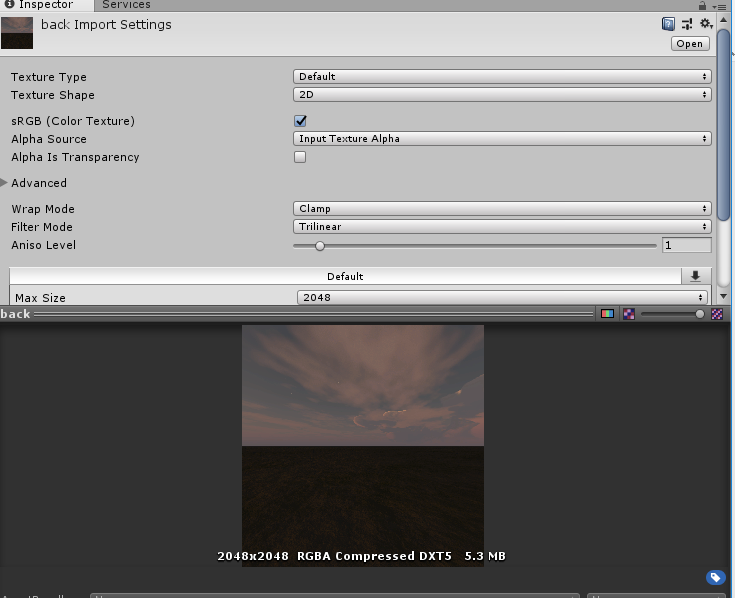 Inspector Services
back Import Settings
Open
Texture Type Default
Texture Shape 2D
sRGB (Color Texture)
Alpha Source Input Texture Alpha
Alpha Is Transparency
Advanced
Wrap Mode Clamp
Filter Mode Trilinear
Aniso Level 1
Default
Max Size 2048
back
2048x2048 RGBA Compressed DXT5 5.3 MB